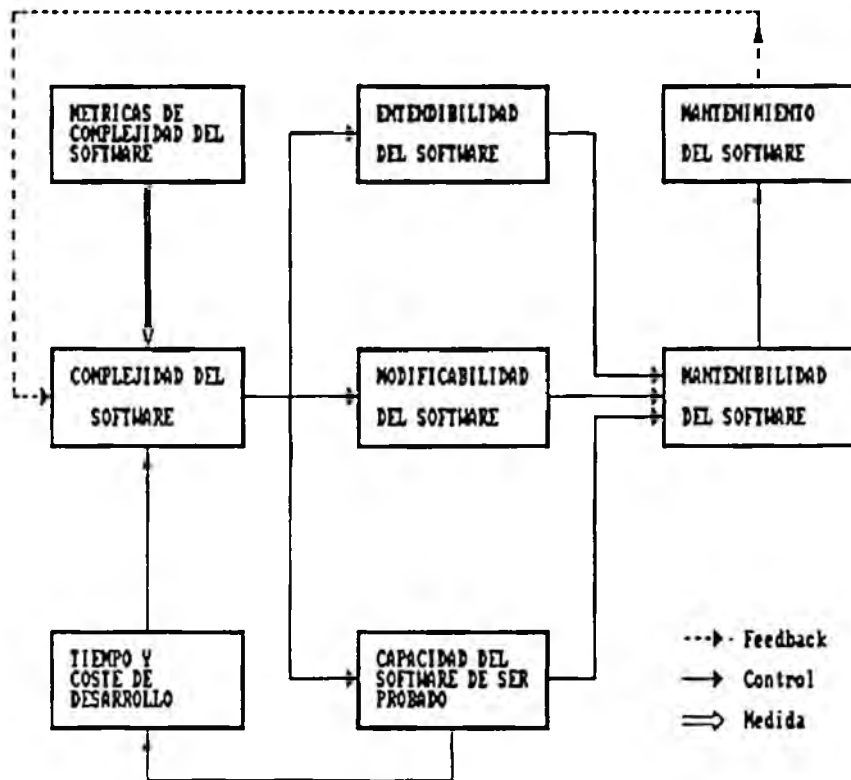 METRICAS DE
COMPLEJIDAD DEL
SOFTWARE
ENTENDIBILIDAD
DEL SOFTWARE
MANTENIMIENTO
DEL SOFTWARE
COMPLEJIDAD DEL
SOFTWARE
MODIFICABILIDAD
DEL SOFTWARE
MANTENIBILIDAD
DEL SOFTWARE
TIEMPO Y
COSTE DE
DESARROLLO
CAPACIDAD DEL
SOFTWARE DE SER
PROBADO
Feedback
Control
Medida